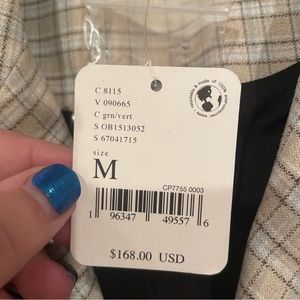 C 8115
V 090665
C grn/vert
S OB1513052
S 67041715
size
M
CP7755 0003
1 96347 49557 6
$168.00 USD